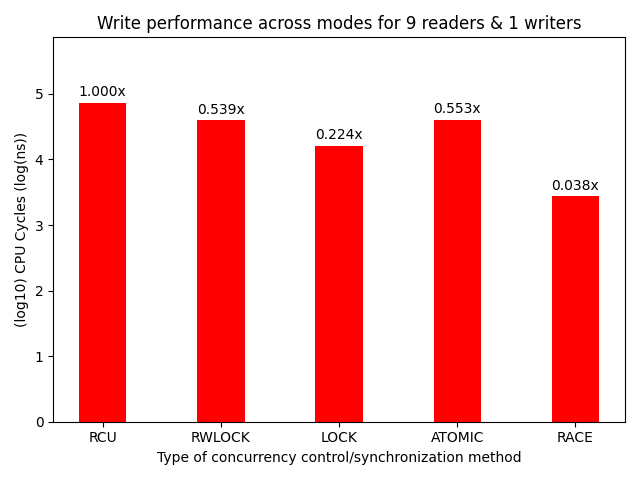 Write performance across modes for 9 readers & 1 writers
(log10) CPU Cycles (log(ns))
5
4
3
2
1
0
1.000x
0.539x
0.224x
0.553x
0.038x
RCU
RWLOCK
LOCK
ATOMIC
RACE
Type of concurrency control/synchronization method